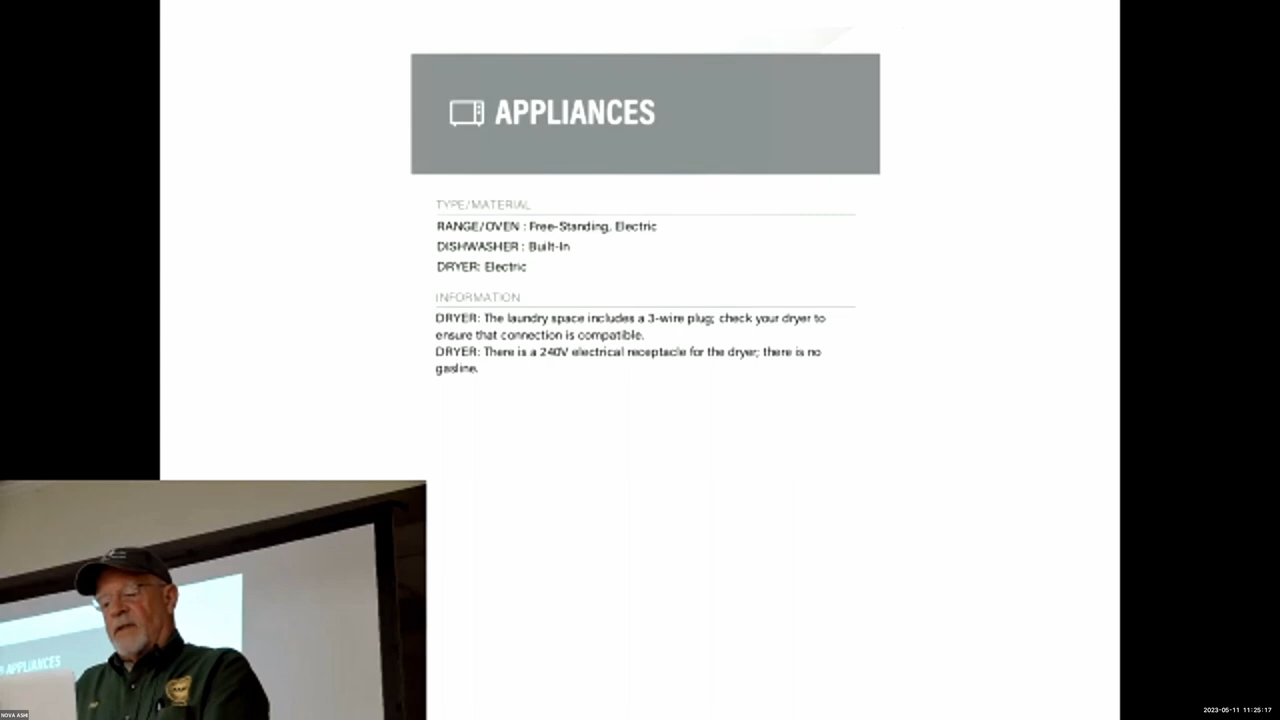 APPLIANCES
TYPE/MATERIAL
RANGE/OVEN : Free-Standing, Electric
DISHWASHER : Built-In
DRYER: Electric
INFORMATION
DRYER: The laundry space includes a 3-wire plug; check your dryer to
ensure that connection is compatible.
DRYER: There is a 240V electrical receptacle for the dryer; there is no
gasline.
APPLIANCES
NOVA ASHI
2023-05-11 11:25:17